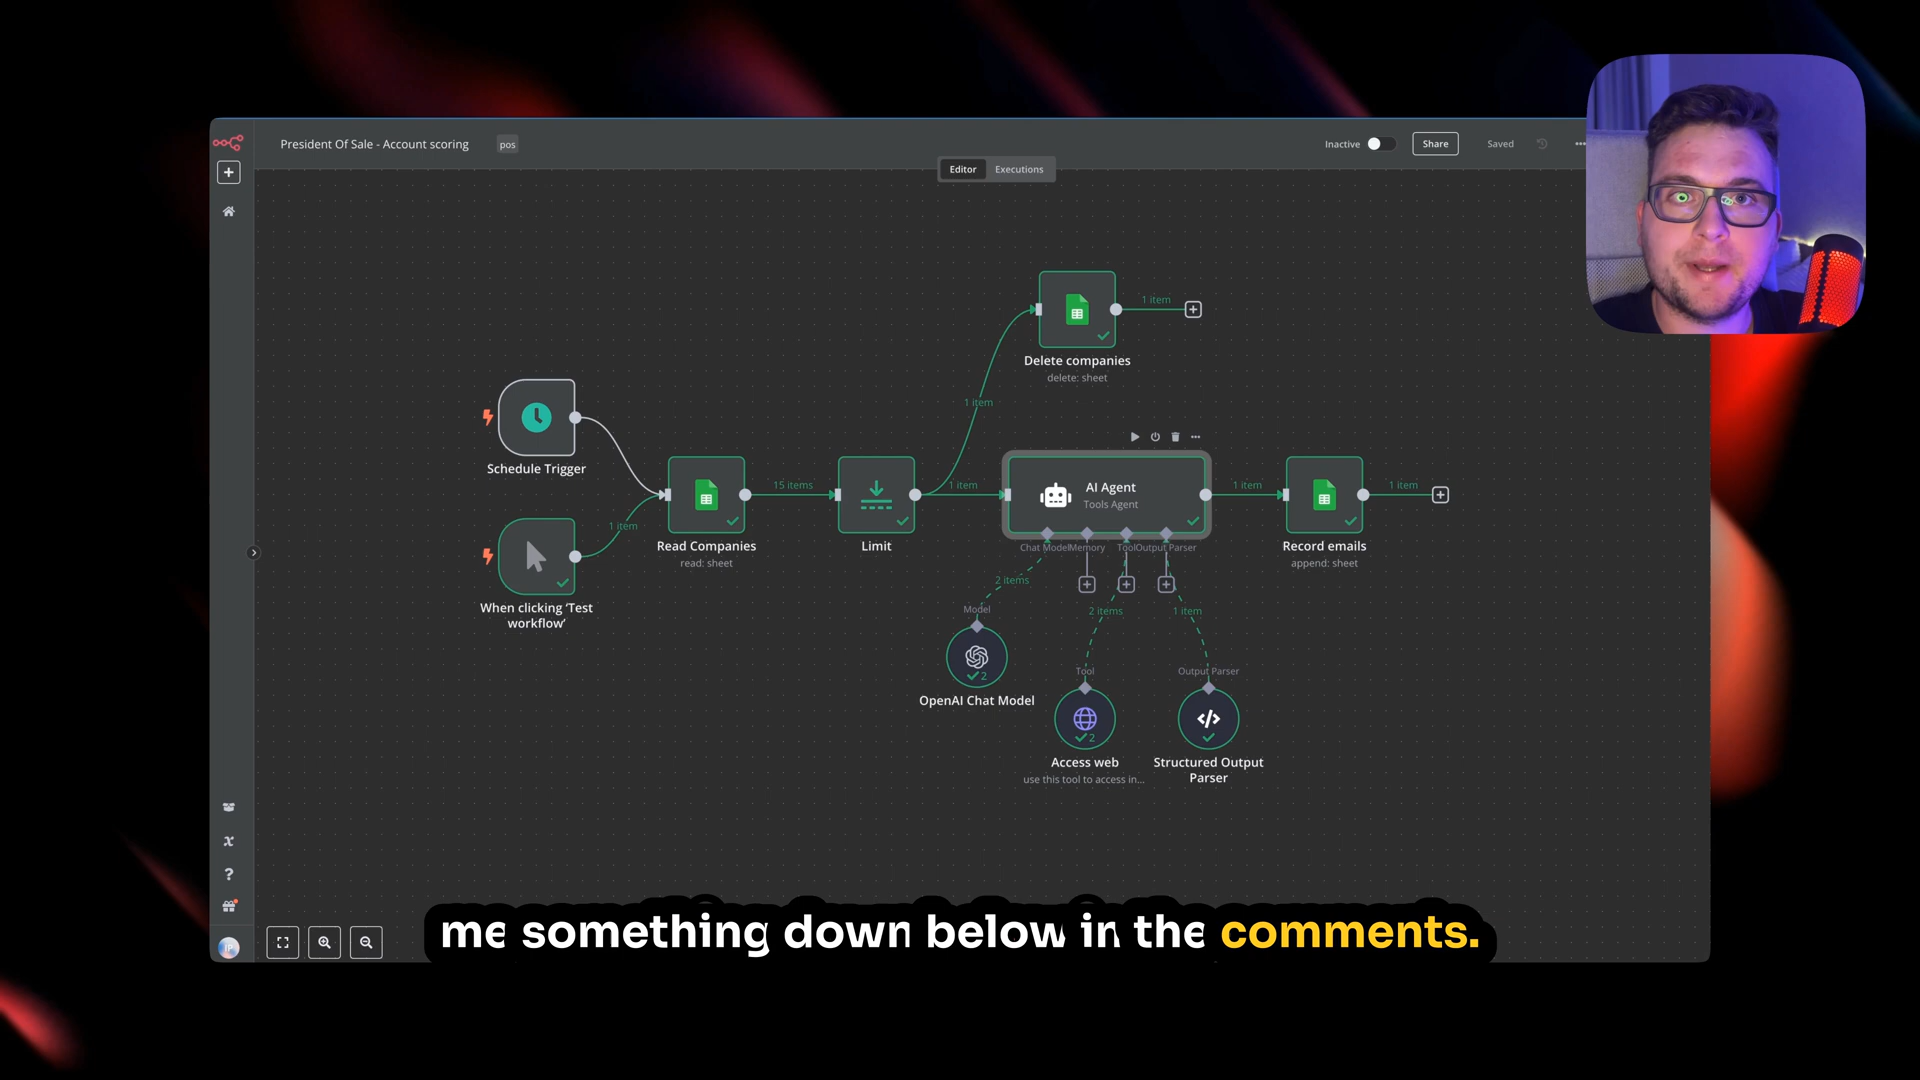 President Of Sale - Account scoring
pos
Inactive
Share
Saved
Editor
Executions
1 item
Delete companies
delete: sheet
1 item
Schedule Trigger
15 items
1 item
AI Agent
Tools Agent
1 item
1 item
1 item
Read Companies
read: sheet
Limit
Chat Model
Memory
Tool
Output Parser
Record emails
append: sheet
2 items
When clicking ‘Test
workflow’
Model
2 items
1 item
Tool
Output Parser
2
OpenAI Chat Model
2
Access web
use this tool to access in...
Structured Output
Parser
me something down below in the comments.